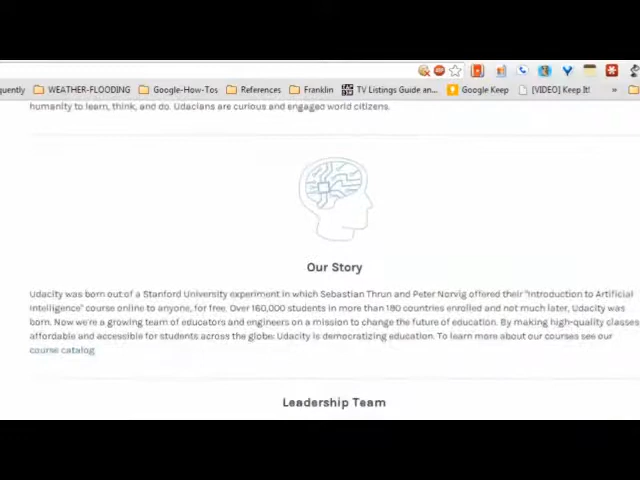 quently WEATHER-FLOODING Google-How-Tos References Franklin TV Listings Guide an... Google Keep [VIDEO] Keep It! »
humanity to learn, think, and do. Udacians are curious and engaged world citizens.
Our Story
Udacity was born out of a Stanford University experiment in which Sebastian Thrun and Peter Norvig offered their "Introduction to Artificial
Intelligence" course online to anyone, for free. Over 160,000 students in more than 190 countries enrolled and not much later, Udacity was
born. Now we're a growing team of educators and engineers on a mission to change the future of education. By making high-quality classes
affordable and accessible for students across the globe: Udacity is democratizing education. To learn more about our courses see our
course catalog
Leadership Team